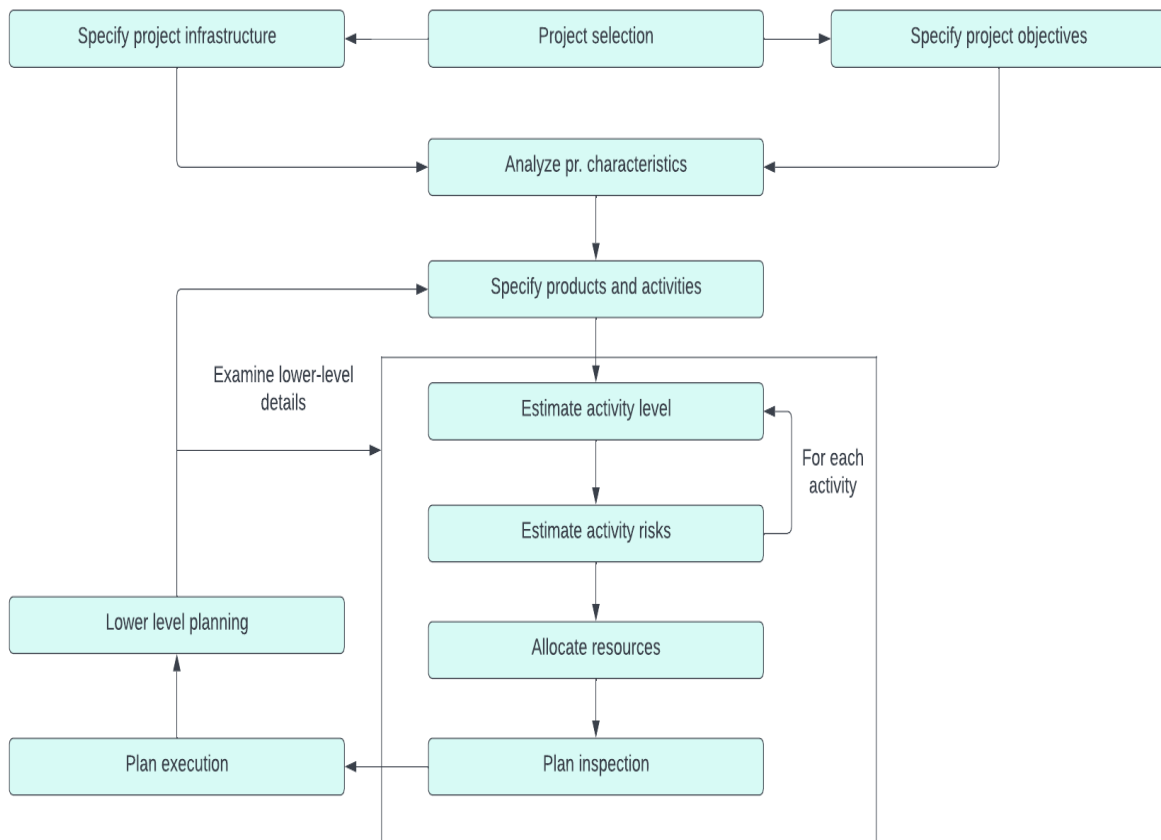 Specify project infrastructure
Project selection
Specify project objectives
Analyze pr. characteristics
Specify products and activities
Examine lower-level
details
Estimate activity level
For each
activity
Estimate activity risks
Lower level planning
Allocate resources
Plan execution
Plan inspection